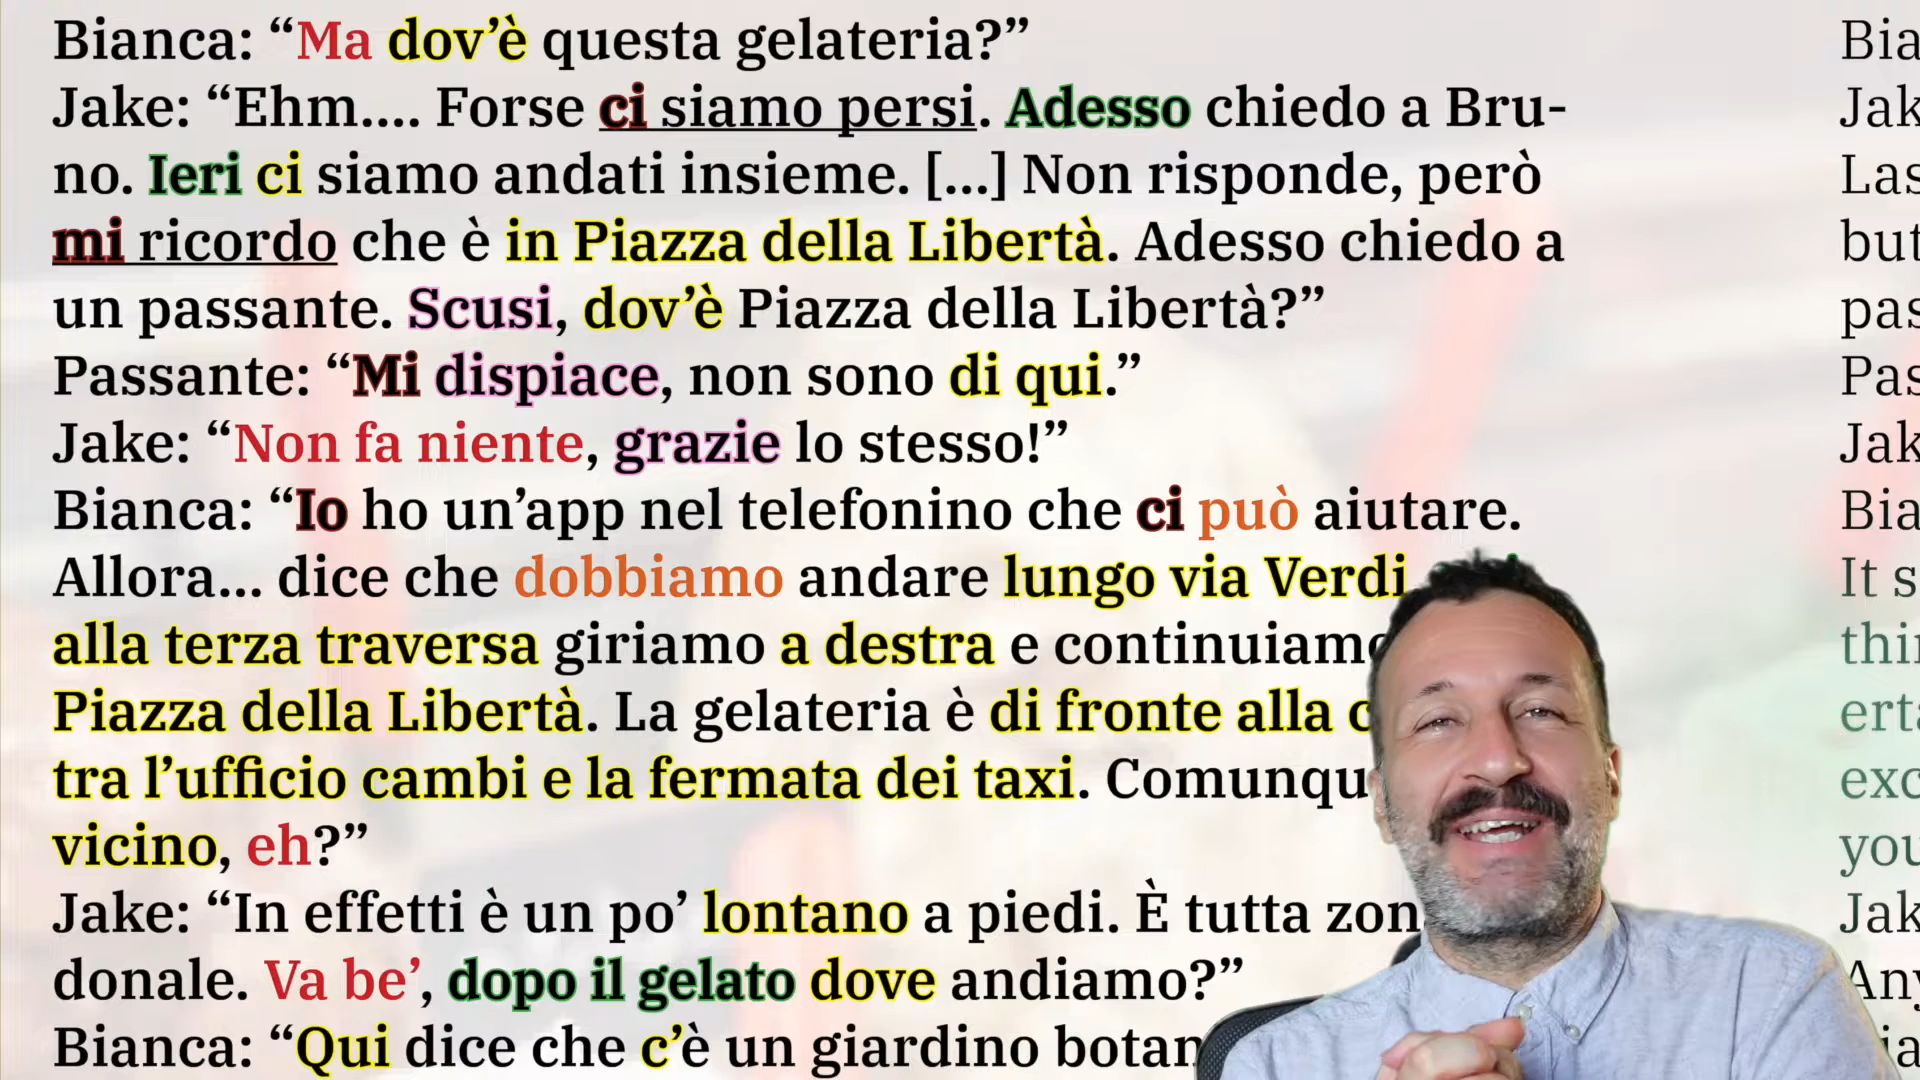 Bianca: “Ma dov’è questa gelateria?”
Jake: “Ehm.... Forse ci siamo persi. Adesso chiedo a Bru-
no. Ieri ci siamo andati insieme. [...] Non risponde, però
mi ricordo che è in Piazza della Libertà. Adesso chiedo a
un passante. Scusi, dov’è Piazza della Libertà?”
Passante: “Mi dispiace, non sono di qui.”
Jake: “Non fa niente, grazie lo stesso!”
Bianca: “Io ho un’app nel telefonino che ci può aiutare.
Allora... dice che dobbiamo andare lungo via Verdi
alla terza traversa giriamo a destra e continuiamo
Piazza della Libertà. La gelateria è di fronte alla
tra l’ufficio cambi e la fermata dei taxi.
vicino, eh?”
Jake: “In effetti è un po’ lontano a piedi. È tutta
donale. Va be’, dopo il gelato dove andiamo?”
Bianca: “Qui dice che c’è un giardino